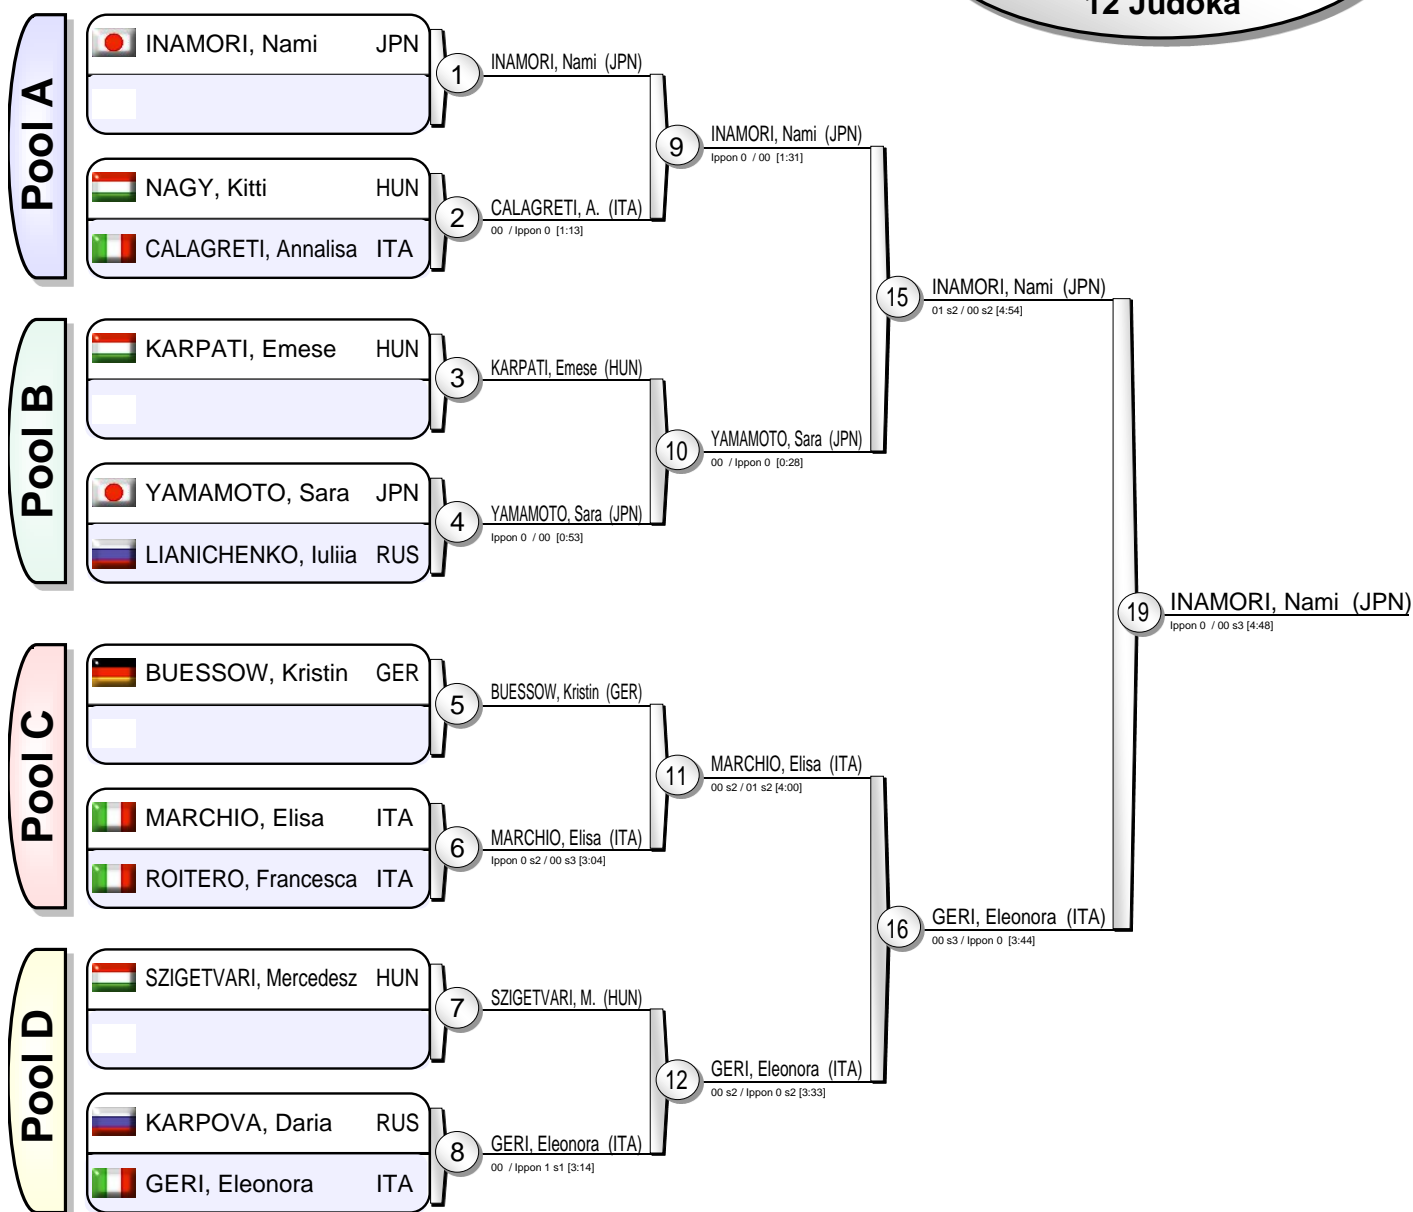 12 Judoka
Pool A
INAMORI, Nami JPN
NAGY, Kitti HUN
CALAGRETI, Annalisa ITA
Pool B
KARPATI, Emese HUN
YAMAMOTO, Sara JPN
LIANICHENKO, Iuliia RUS
Pool C
BUESSOW, Kristin GER
MARCHIO, Elisa ITA
ROITERO, Francesca ITA
Pool D
SZIGETVARI, Mercedesz HUN
KARPOVA, Daria RUS
GERI, Eleonora ITA
1
INAMORI, Nami (JPN)
2
CALAGRETI, A. (ITA)
00 / Ippon 0 [1:13]
3
KARPATI, Emese (HUN)
4
YAMAMOTO, Sara (JPN)
Ippon 0 / 00 [0:53]
5
BUESSOW, Kristin (GER)
6
MARCHIO, Elisa (ITA)
Ippon 0 s2 / 00 s3 [3:04]
7
SZIGETVARI, M. (HUN)
8
GERI, Eleonora (ITA)
00 / Ippon 1 s1 [3:14]
9
INAMORI, Nami (JPN)
Ippon 0 / 00 [1:31]
10
YAMAMOTO, Sara (JPN)
00 / Ippon 0 [0:28]
11
MARCHIO, Elisa (ITA)
00 s2 / 01 s2 [4:00]
12
GERI, Eleonora (ITA)
00 s2 / Ippon 0 s2 [3:33]
15
INAMORI, Nami (JPN)
01 s2 / 00 s2 [4:54]
16
GERI, Eleonora (ITA)
00 s3 / Ippon 0 [3:44]
19
INAMORI, Nami (JPN)
Ippon 0 / 00 s3 [4:48]